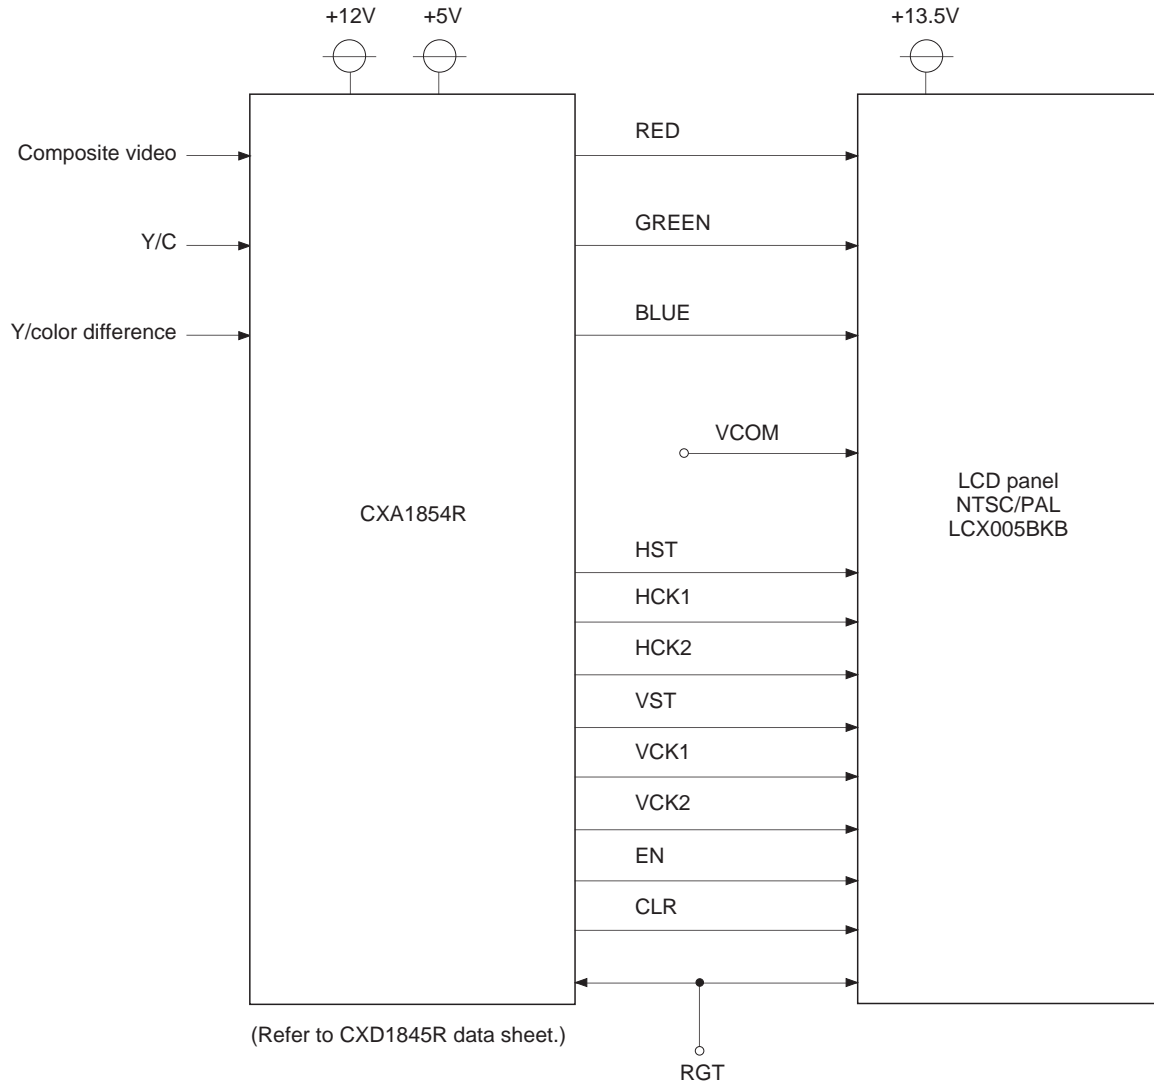 +12V
+5V
+13.5V
Composite video
RED
Y/C
GREEN
Y/color difference
BLUE
VCOM
CXA1854R
LCD panel
NTSC/PAL
LCX005BKB
HST
HCK1
HCK2
VST
VCK1
VCK2
EN
CLR
(Refer to CXD1845R data sheet.)
RGT